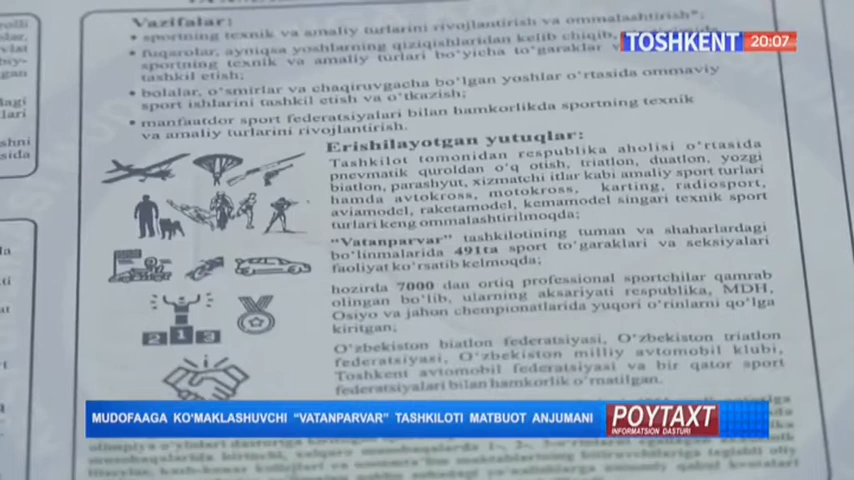 Vazifalar:
• sportning texnik va amaliy turlarini rivojlantirish va ommalashtirish";
• fuqarolar, ayniqsa yoshlarning qiziqishlaridan kelib chiqib,
sportning texnik va amaliy turlari bo'yicha to'garaklar
tashkil etish;
• bolalar, o'smirlar va chaqiruvgacha bo'lgan yoshlar o'rtasida ommaviy
sport ishlarini tashkil etish va o'tkazish;
• manfaatdor sport federatsiyalari bilan hamkorlikda sportning texnik
va amaliy turlarini rivojlantirish.
TOSHKENT 20:07
Erishilayotgan yutuqlar:
Tashkilot tomonidan respublika aholisi o'rtasida
pnevmatik quroldan o'q otish, triatlon, duatlon, yozgi
biatlon, parashyut, xizmatchi itlar kabi amaliy sport turlari
hamda avtokross, motokross, karting, radiosport,
aviamodel, raketamodel, kemamodel singari texnik sport
turlari keng ommalashtirilmoqda;
"Vatanparvar" tashkilotining tuman va shaharlardagi
bo'linmalarida 491ta sport to'garaklari va seksiyalari
faoliyat ko'rsatib kelmoqda;
hozirda 7000 dan ortiq professional sportchilar qamrab
olingan bo'lib, ularning aksariyati respublika, MDH,
Osiyo va jahon chempionatlarida yuqori o'rinlarni qo'lga
kiritgan;
O'zbekiston biatlon federatsiyasi, O'zbekiston triatlon
federatsiyasi, O'zbekiston milliy avtomobil klubi,
Toshkent avtomobil federatsiyasi va bir qator sport
federatsiyalari bilan hamkorlik o'rnatilgan.
2 1 3
MUDOFAAGA KO'MAKLASHUVCHI "VATANPARVAR" TASHKILOTI MATBUOT ANJUMANI
POYTAXT
INFORMATSION DASTURI